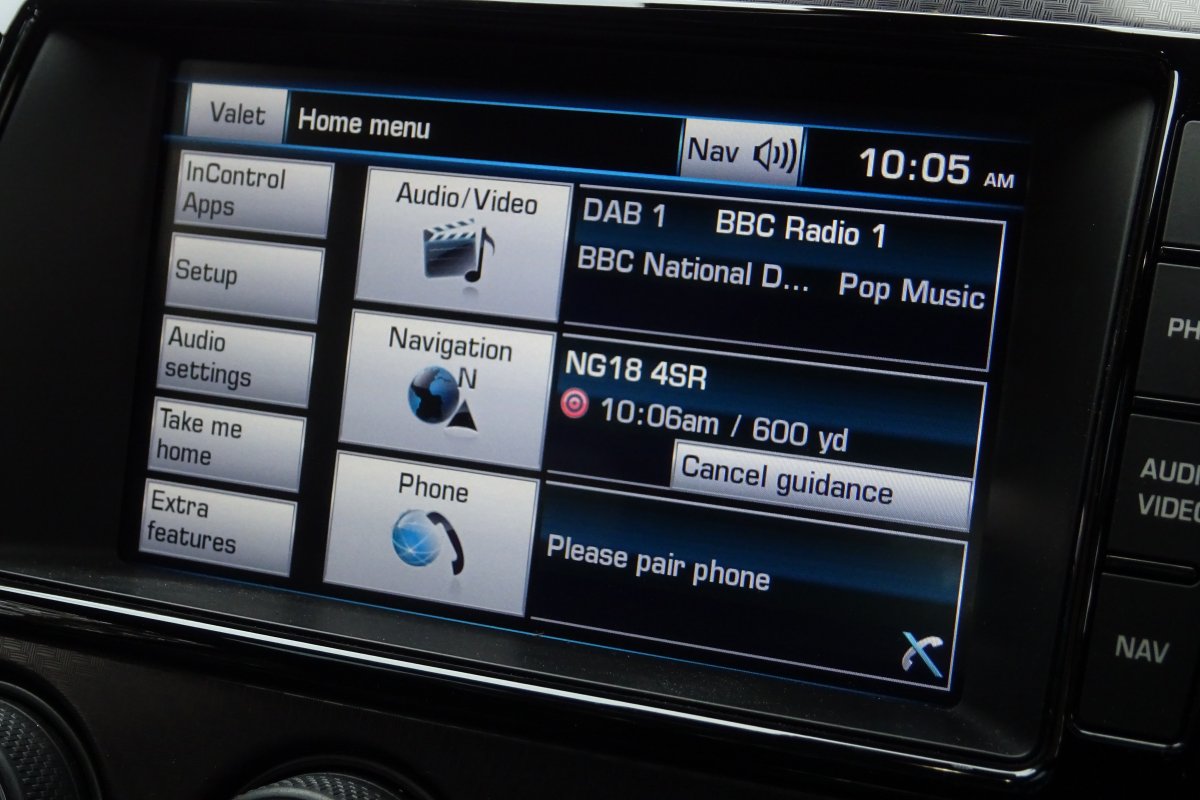 Valet
Home menu
Nav
10:05 AM
InControl
Apps
Setup
Audio
settings
Take me
home
Extra
features
Audio/Video
DAB 1 BBC Radio 1
BBC National D... Pop Music
Navigation
N
NG18 4SR
10:06am / 600 yd
Cancel guidance
Phone
Please pair phone
PH
AUDI
VIDEO
NAV